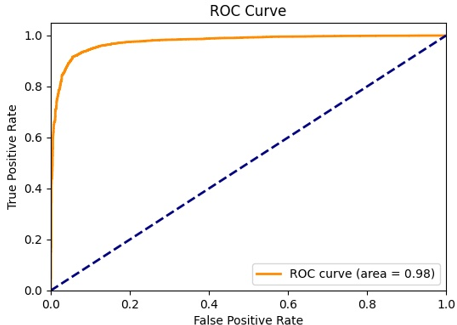 ROC Curve
1.0
0.8
0.6
0.4
0.2
0.0
True Positive Rate
ROC curve (area = 0.98)
0.0 0.2 0.4 0.6 0.8 1.0
False Positive Rate